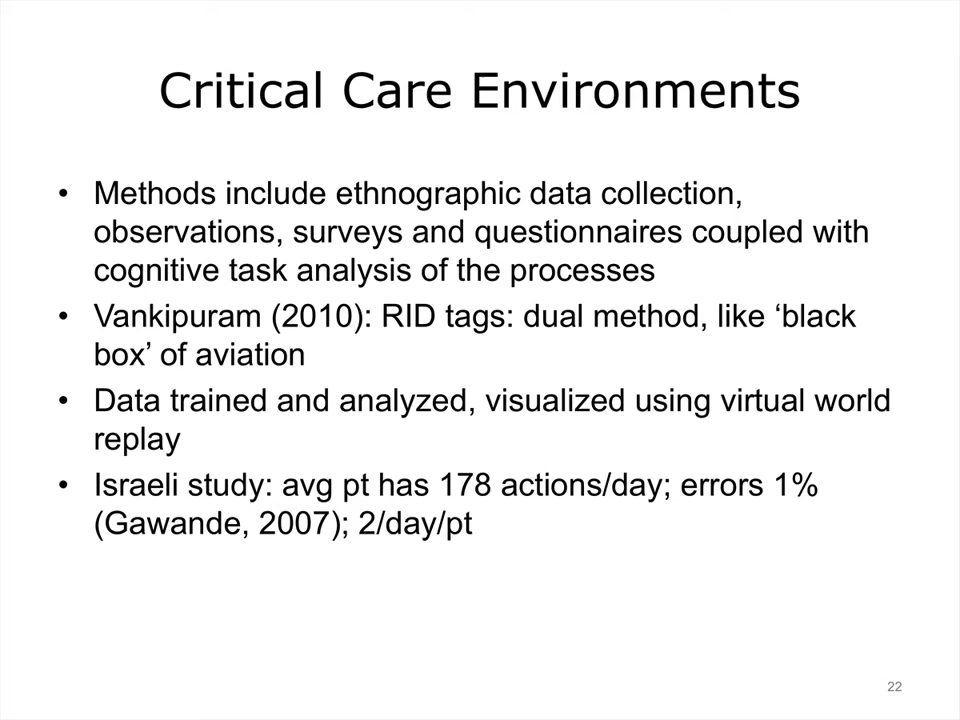 Critical Care Environments
• Methods include ethnographic data collection,
observations, surveys and questionnaires coupled with
cognitive task analysis of the processes
• Vankipuram (2010): RID tags: dual method, like ‘black
box’ of aviation
• Data trained and analyzed, visualized using virtual world
replay
• Israeli study: avg pt has 178 actions/day; errors 1%
(Gawande, 2007); 2/day/pt
22